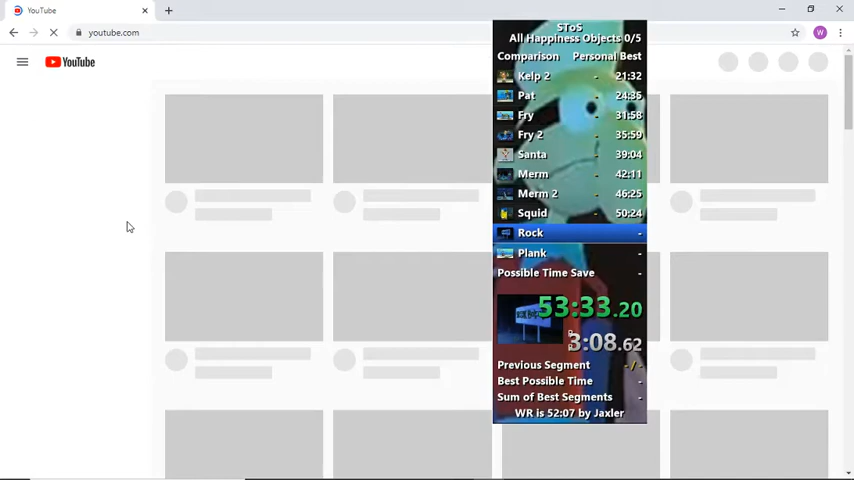 YouTube
youtube.com
W
YouTube
SToS
All Happiness Objects 0/5
Comparison Personal Best
Kelp 2 - 21:32
Pat - 24:35
Fry - 31:58
Fry 2 - 35:59
Santa - 39:04
Merm - 42:11
Merm 2 - 46:25
Squid - 50:24
Rock -
Plank -
Possible Time Save -
53:33.20
3:08.62
Previous Segment - / -
Best Possible Time -
Sum of Best Segments -
WR is 52:07 by Jaxler